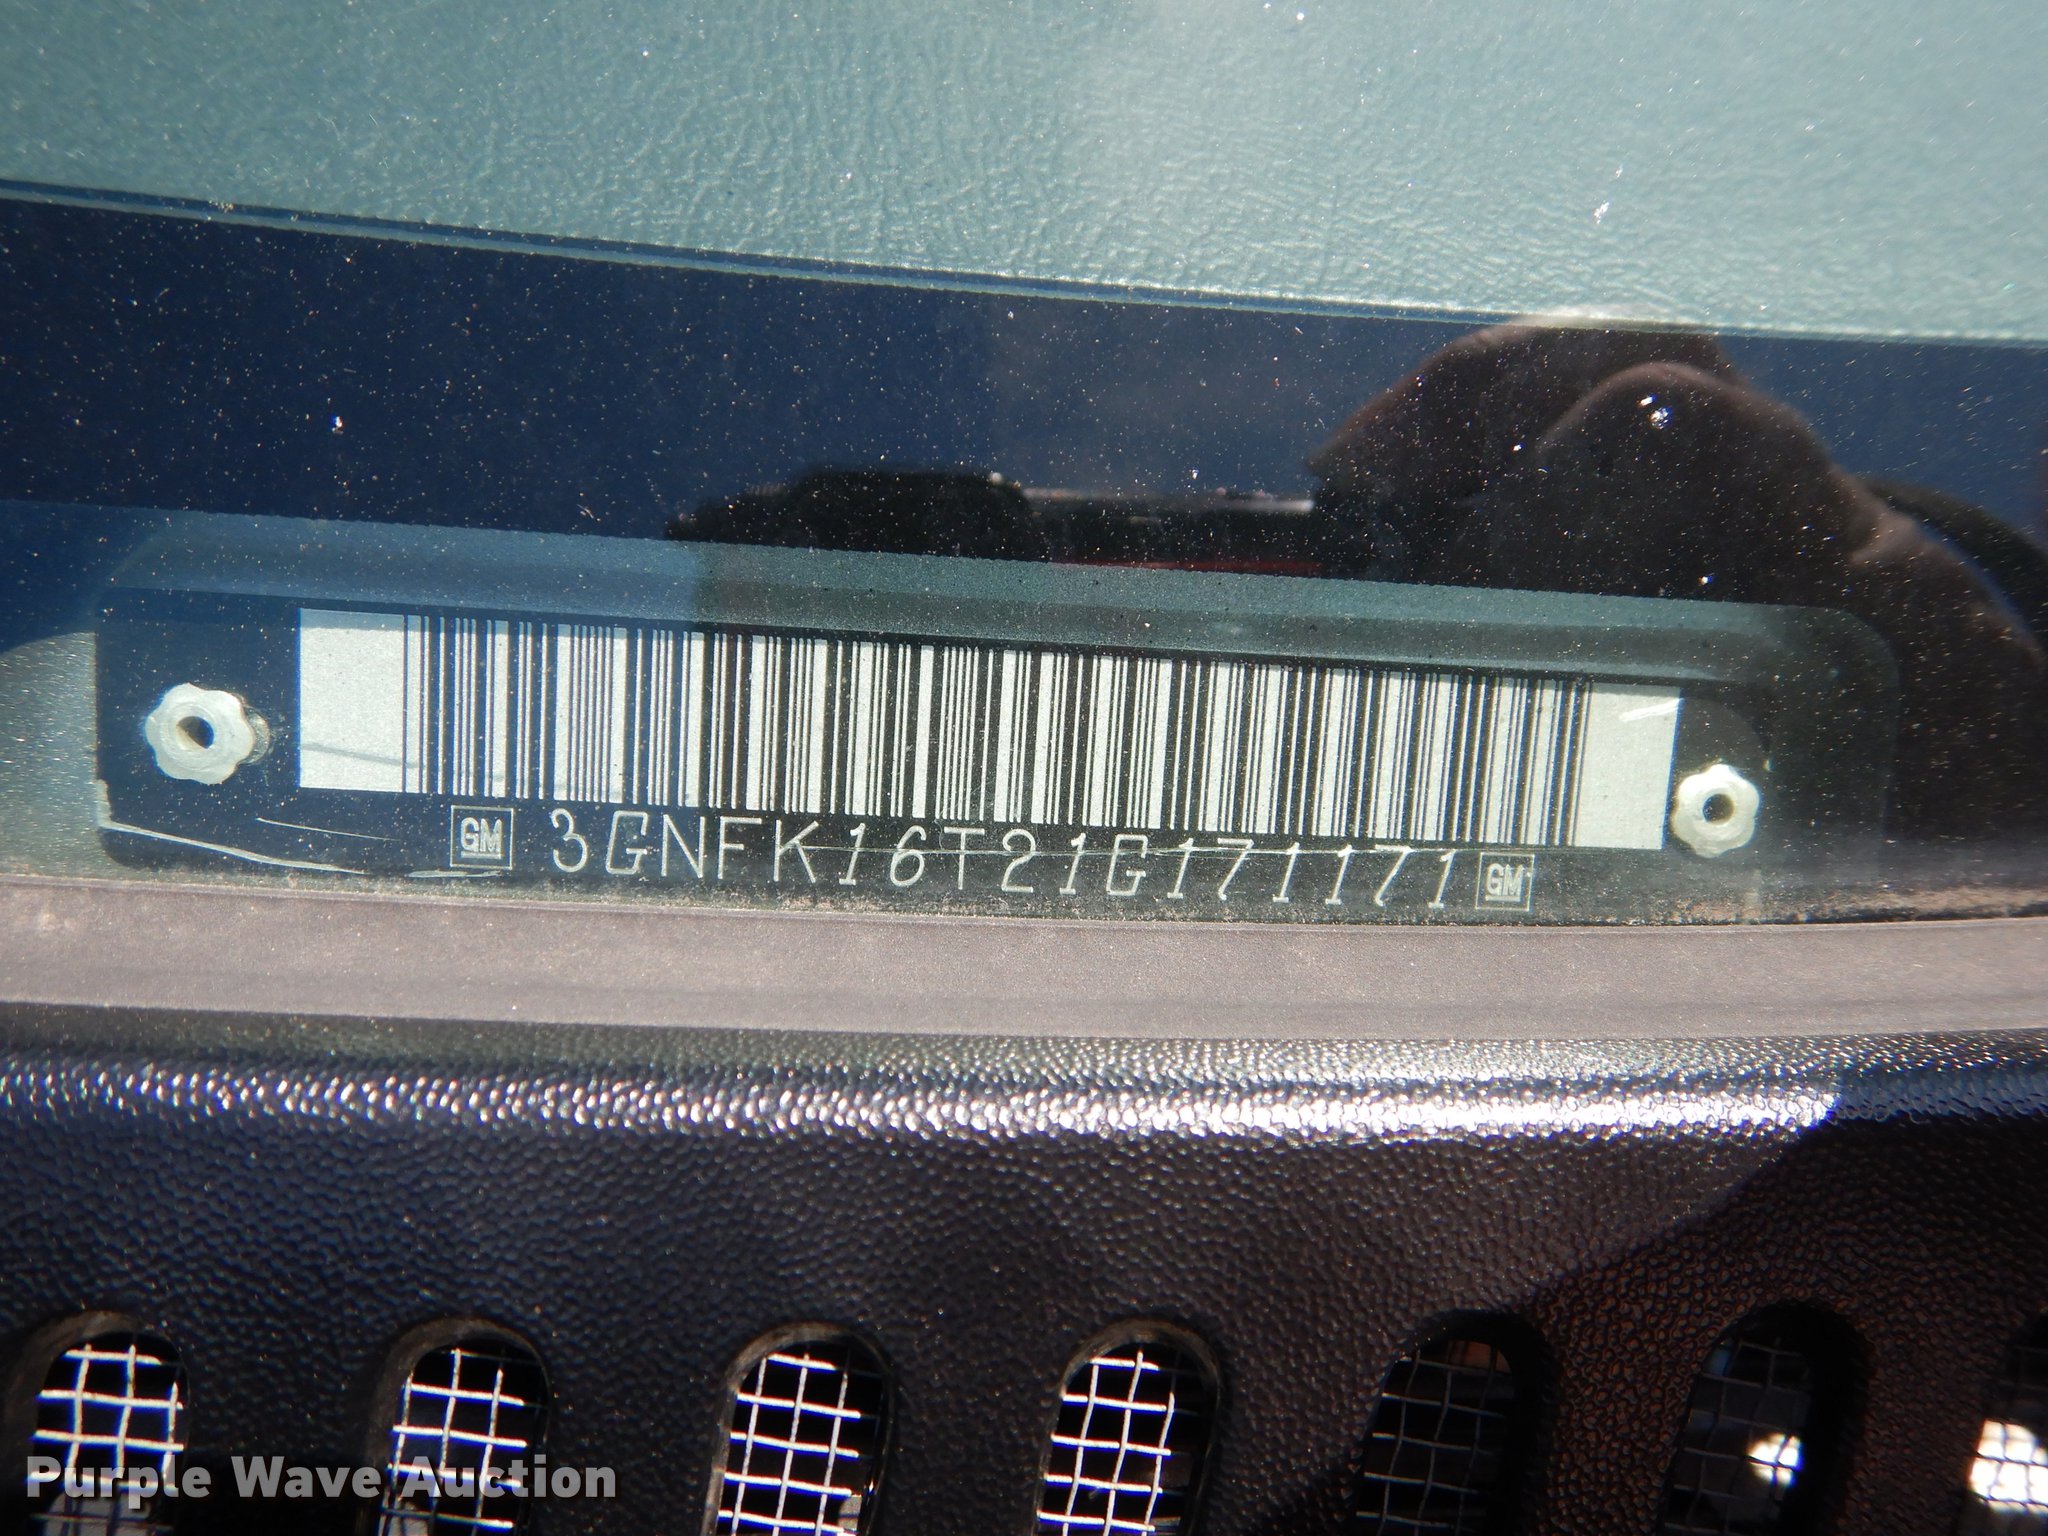 GM 3GNFK16T21G171171 GM
Purple Wave Auction